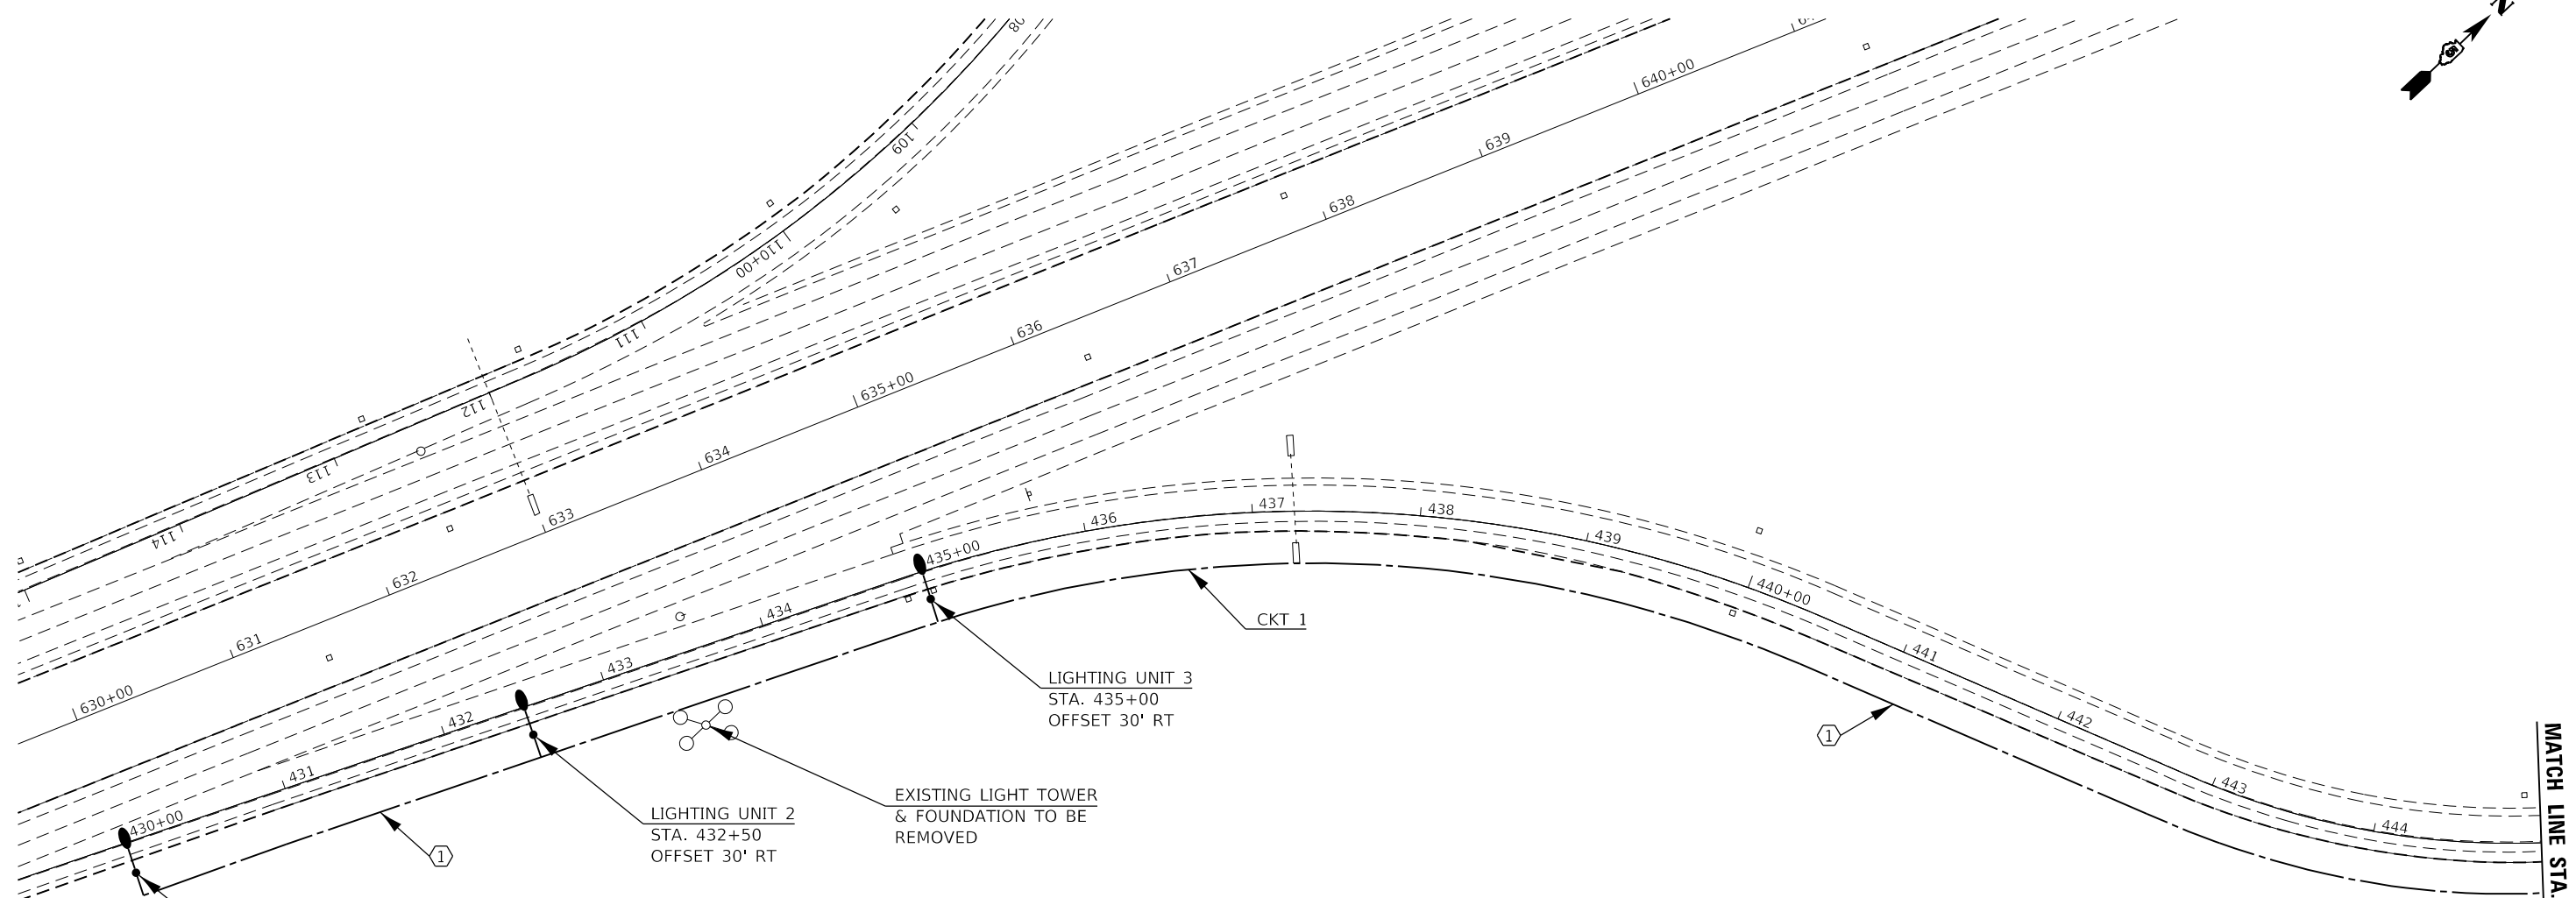 N
640+00
639
638
637
636
635+00
634
633
632
631
630+00
109
110+00
111
112
113
114
430+00
431
432
433
434
435+00
436
437
438
439
440+00
441
442
443
444
CKT 1
LIGHTING UNIT 3
STA. 435+00
OFFSET 30' RT
LIGHTING UNIT 2
STA. 432+50
OFFSET 30' RT
EXISTING LIGHT TOWER
& FOUNDATION TO BE
REMOVED
1
1
MATCH LINE STA.